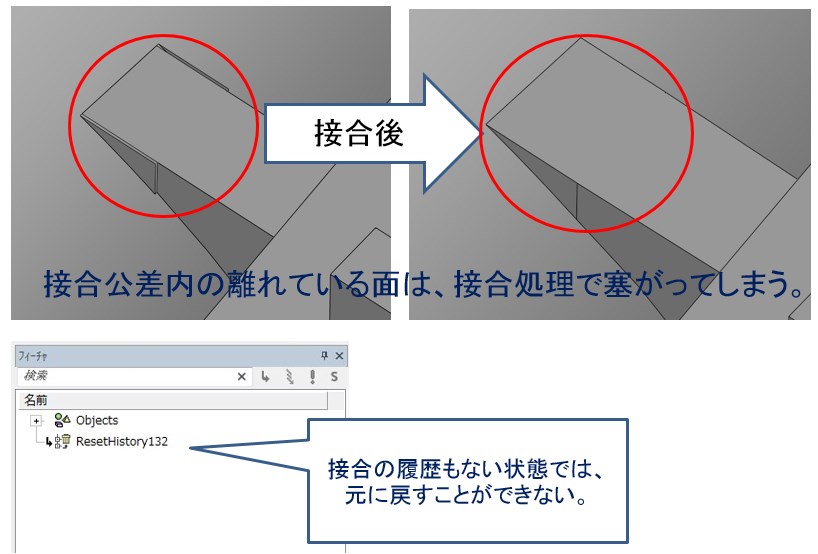 接合後
接合公差内の離れている面は、接合処理で塞がってしまう。
フィーチャ
検索
S
名前
Objects
ResetHistory132
接合の履歴もない状態では、
元に戻すことができない。